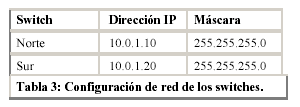 Switch Dirección IP Máscara
Norte 10.0.1.10 255.255.255.0
Sur 10.0.1.20 255.255.255.0
Tabla 3: Configuración de red de los switches.